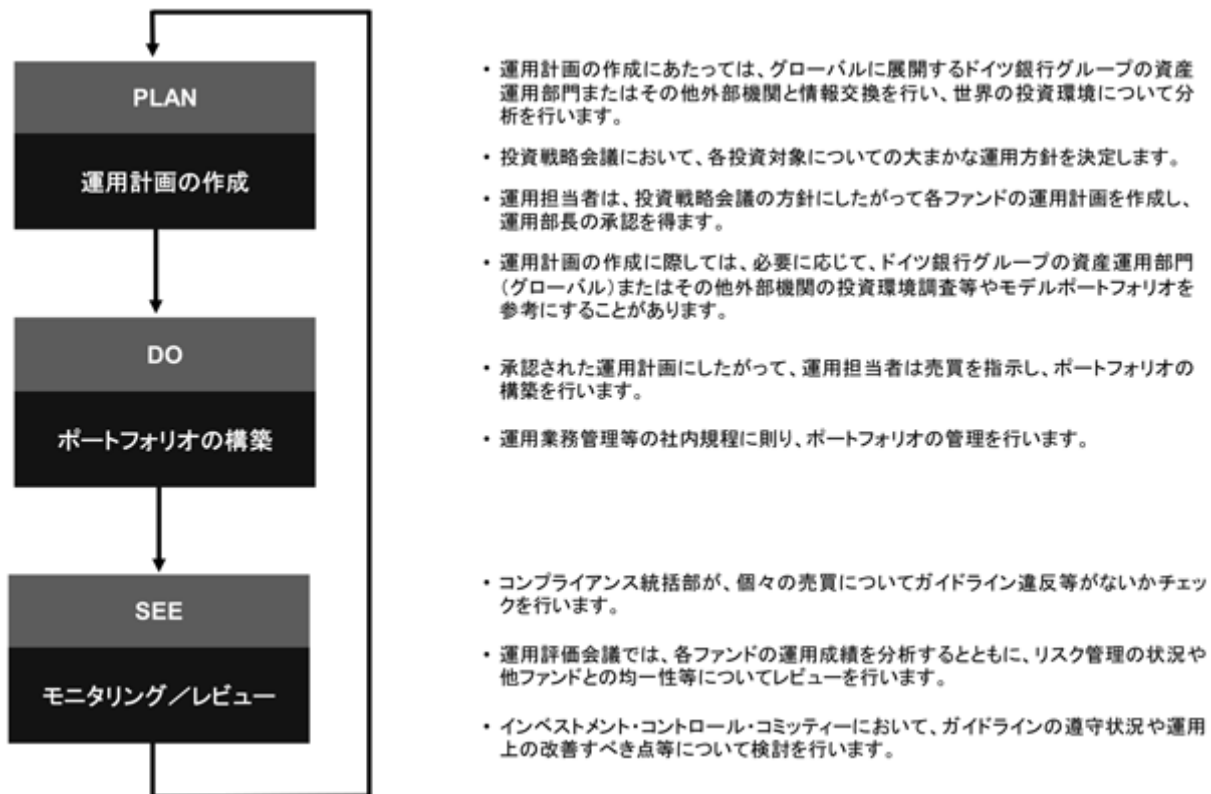 PLAN
運用計画の作成
・運用計画の作成にあたっては、グローバルに展開するドイツ銀行グループの資産
運用部門またはその他外部機関と情報交換を行い、世界の投資環境について分
析を行います。
・投資戦略会議において、各投資対象についての大まかな運用方針を決定します。
・運用担当者は、投資戦略会議の方針にしたがって各ファンドの運用計画を作成し、
運用部長の承認を得ます。
・運用計画の作成に際しては、必要に応じて、ドイツ銀行グループの資産運用部門
(グローバル)またはその他外部機関の投資環境調査等やモデルポートフォリオを
参考にすることがあります。
DO
ポートフォリオの構築
・承認された運用計画にしたがって、運用担当者は売買を指示し、ポートフォリオの
構築を行います。
・運用業務管理等の社内規程に則り、ポートフォリオの管理を行います。
SEE
モニタリング／レビュー
・コンプライアンス統括部が、個々の売買についてガイドライン違反等がないかチェッ
クを行います。
・運用評価会議では、各ファンドの運用成績を分析するとともに、リスク管理の状況や
他ファンドとの均一性等についてレビューを行います。
・インベストメント・コントロール・コミッティーにおいて、ガイドラインの遵守状況や運用
上の改善すべき点等について検討を行います。